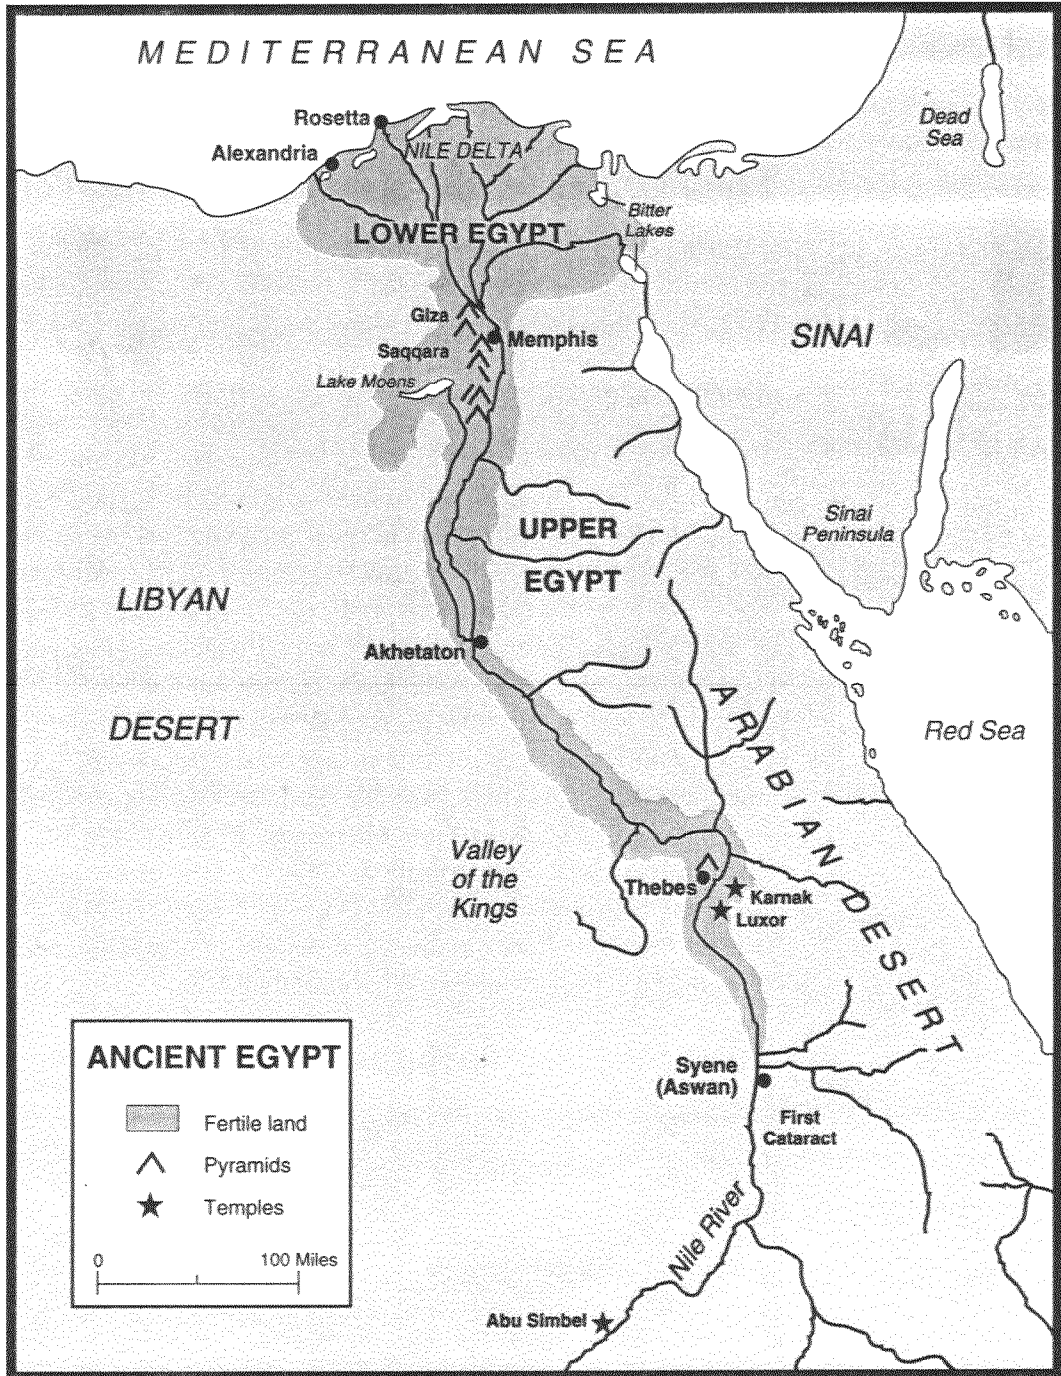 MEDITERRANEAN SEA
Rosetta
Alexandria
NILE DELTA
Dead
Sea
Bitter
Lakes
LOWER EGYPT
Giza
Memphis
Saqqara
Lake Moens
SINAI
Sinai
Peninsula
UPPER
EGYPT
LIBYAN
DESERT
Akhetaton
ARABIAN DESERT
Red Sea
Valley
of the
Kings
Thebes
Karnak
Luxor
Syene
(Aswan)
First
Cataract
Nile River
Abu Simbel
ANCIENT EGYPT
Fertile land
Pyramids
Temples
0 100 Miles